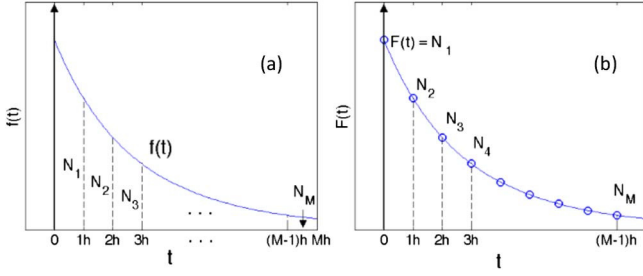 (a)
f(t)
f(t)
N1
N2
N3
. . .
NM
0 1h 2h 3h . . . (M-1)h Mh
t
(b)
F(t) = N1
N2
N3
N4
NM
F(t)
0 1h 2h 3h (M-1)h
t